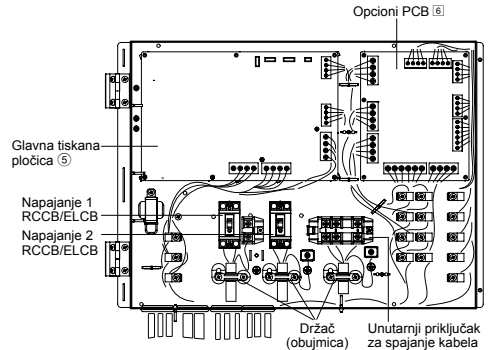 Opcioni PCB 6
Glavna tiskana
pločica ⑤
Napajanje 1
RCCB/ELCB
Napajanje 2
RCCB/ELCB
Držač
(obujmica)
Unutarnji priključak
za spajanje kabela